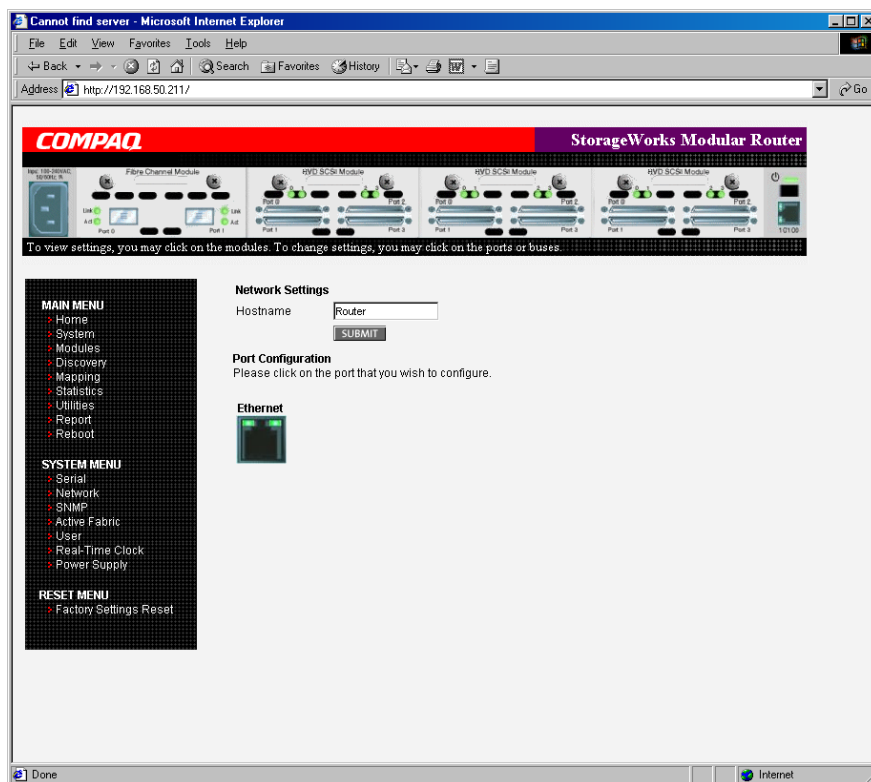 Cannot find server - Microsoft Internet Explorer
File Edit View Favorites Tools Help
Back Search Favorites History
Address http://192.168.50.211/ Go
COMPAQ StorageWorks Modular Router
Fibre Channel Module HVD SCSI Module HVD SCSI Module HVD SCSI Module
Port 0 Port 2 Port 0 Port 2 Port 0 Port 2
Link Link
Act Act
Port 0 Port 1 Port 1 Port 3 Port 1 Port 3 Port 1 Port 3
To view settings, you may click on the modules. To change settings, you may click on the ports or buses.
MAIN MENU
Home
System
Modules
Discovery
Mapping
Statistics
Utilities
Report
Reboot
SYSTEM MENU
Serial
Network
SNMP
Active Fabric
User
Real-Time Clock
Power Supply
RESET MENU
Factory Settings Reset
Network Settings
Hostname Router
SUBMIT
Port Configuration
Please click on the port that you wish to configure.
Ethernet
Done Internet